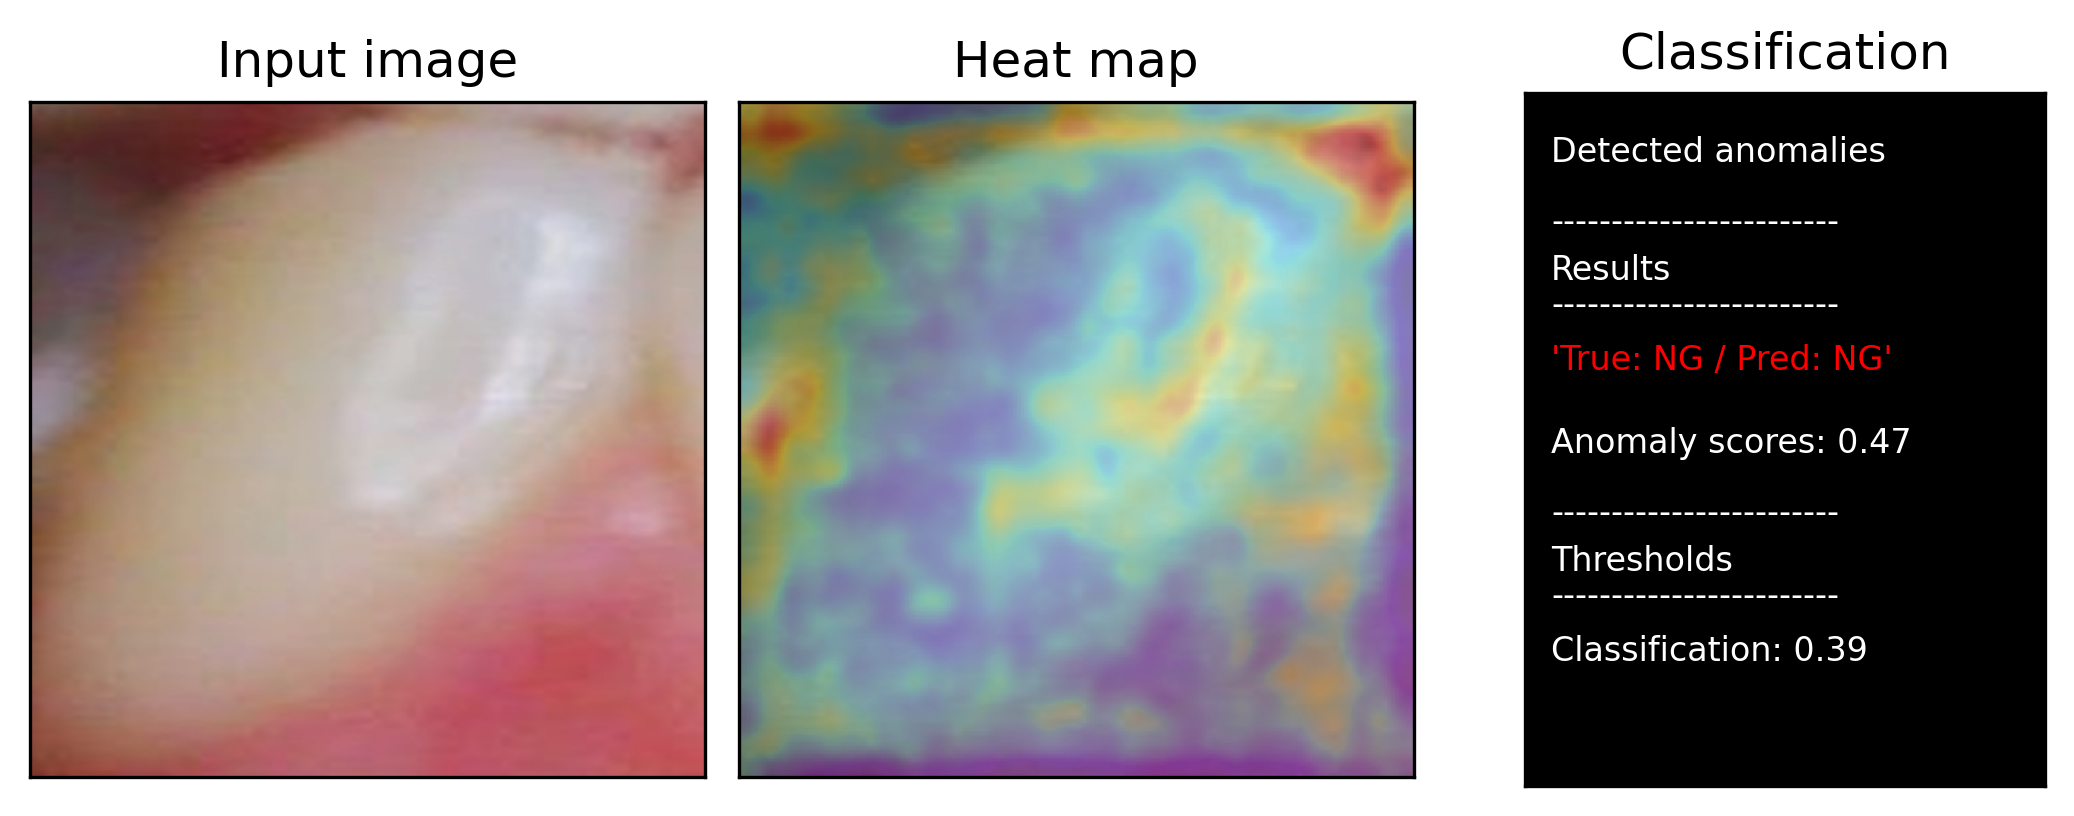 Input image
Heat map
Classification
Detected anomalies
------------------------
Results
------------------------
'True: NG / Pred: NG'
Anomaly scores: 0.47
------------------------
Thresholds
------------------------
Classification: 0.39